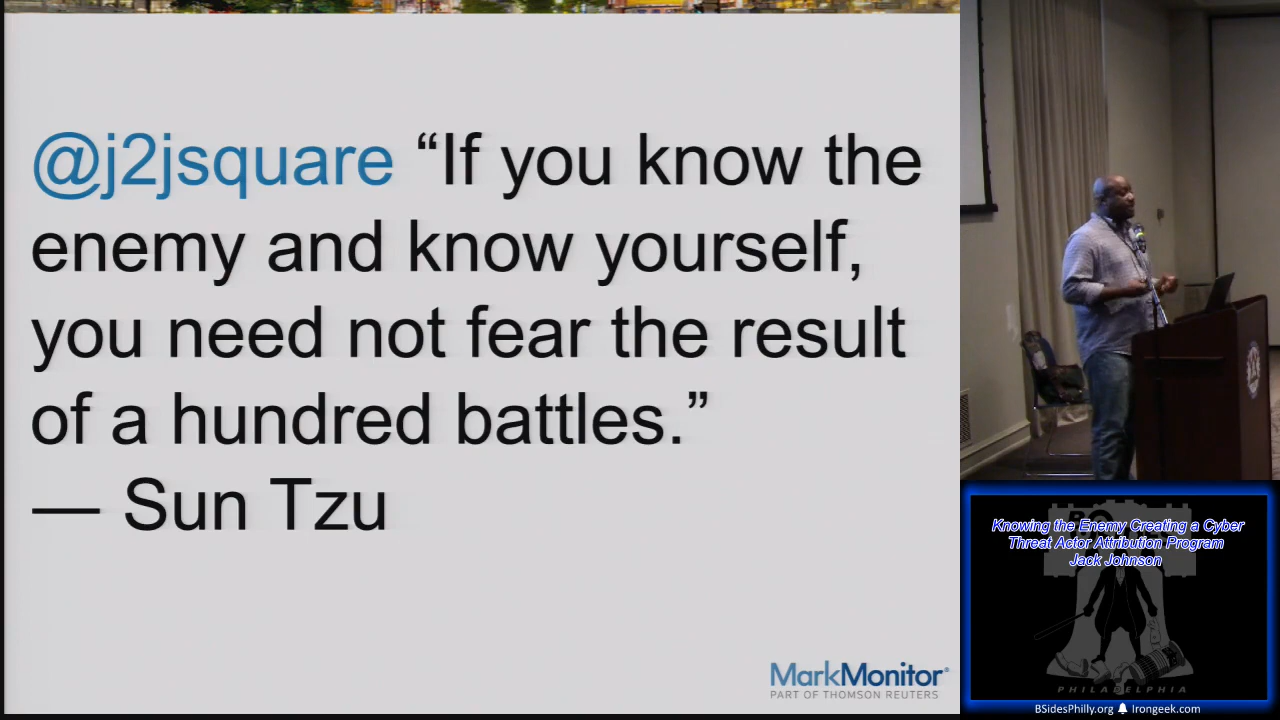 @j2jsquare “If you know the
enemy and know yourself,
you need not fear the result
of a hundred battles.”
— Sun Tzu
MarkMonitor®
PART OF THOMSON REUTERS
Knowing the Enemy Creating a Cyber
Threat Actor Attribution Program
Jack Johnson
PHILADELPHIA
BSidesPhilly.org Irongeek.com